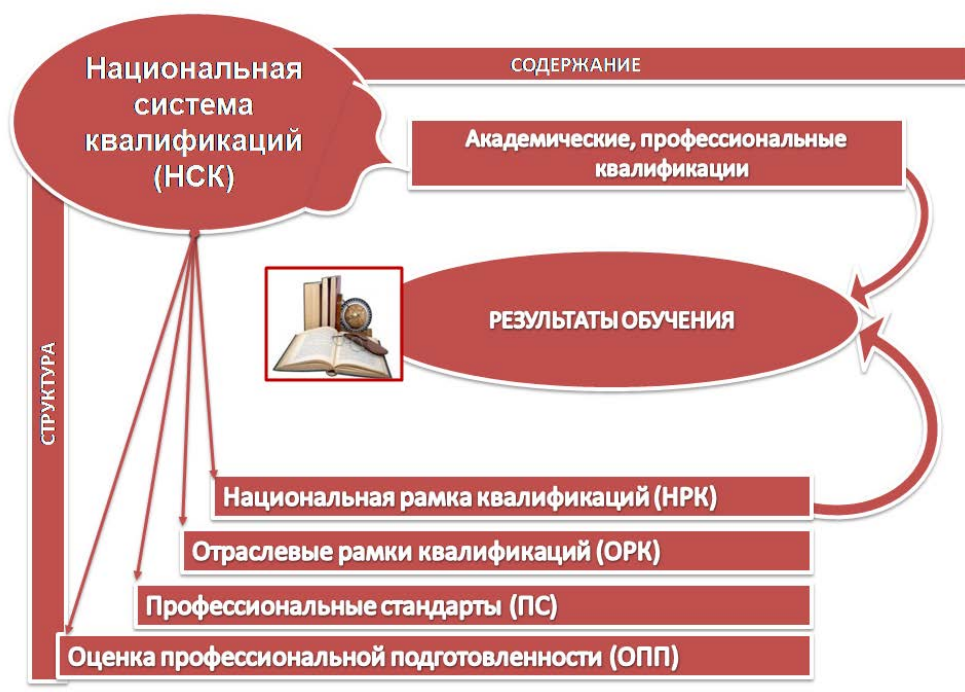 Национальная
система
квалификаций
(НСК)
СОДЕРЖАНИЕ
Академические, профессиональные
квалификации
РЕЗУЛЬТАТЫ ОБУЧЕНИЯ
СТРУКТУРА
Национальная рамка квалификаций (НРК)
Отраслевые рамки квалификаций (ОРК)
Профессиональные стандарты (ПС)
Оценка профессиональной подготовленности (ОПП)